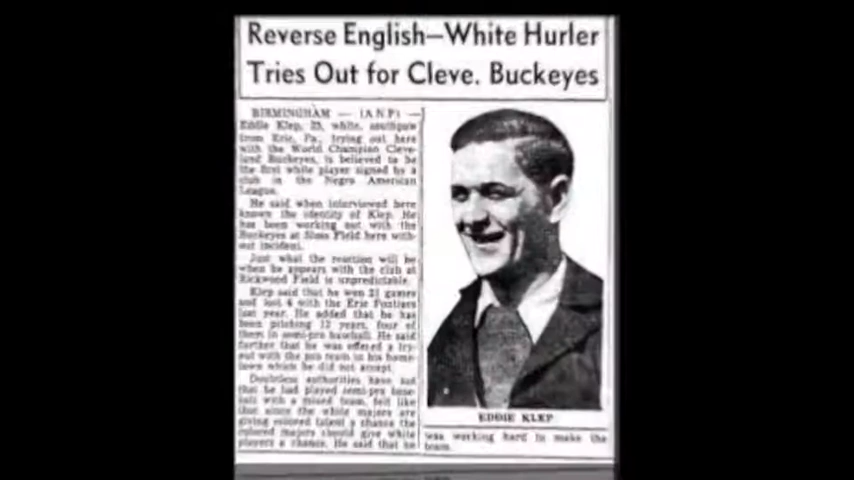 Reverse English—White Hurler
Tries Out for Cleve. Buckeyes
BIRMINGHAM — (A.N.P) —
Eddie Klep, 25, white, southpaw
from Erie, Pa., trying out here
with the World Champion Cleve-
land Buckeyes, is believed to be
the first white player signed by a
club in the Negro American
League.
He said when interviewed here
known the identity of Klep. He
has been working out with the
Buckeyes at Sloss Field here with-
out incident.
Just what the reaction will be
when he appears with the club at
Rickwood Field is unpredictable.
Klep said that he won 21 games
and lost 4 with the Erie
last year. He added that he has
been pitching 12 years, four of
them in semi-pro baseball. He said
further that he was offered a try-
out with the pro team in his home-
town which he did not accept.
Doubtless authorities have not
that he had played semi-pro base-
ball with a mixed team, felt like
that since the white majors are
giving colored talent a chance the
colored majors should give white
players a chance. He said that he
EDDIE KLEP
was working hard to make the
team.